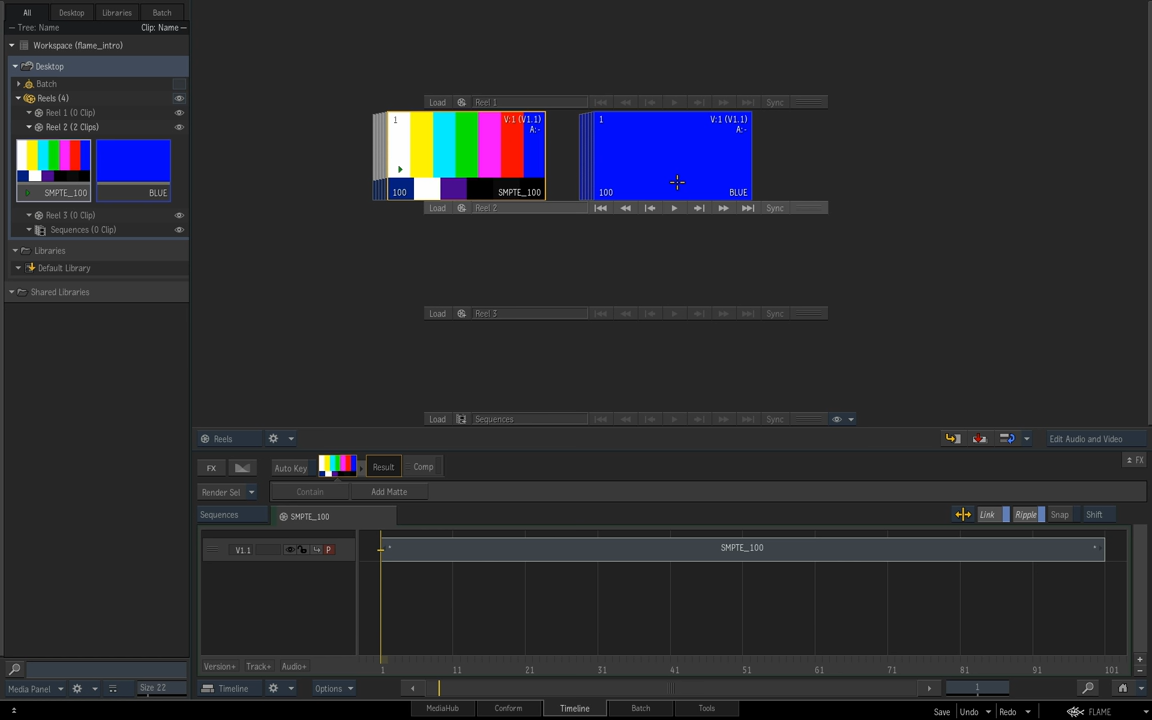 All Desktop Libraries Batch
Tree: Name Clip: Name
Workspace (flame_intro)
Desktop
Batch
Reels (4)
Reel 1 (0 Clip)
Reel 2 (2 Clips)
SMPTE_100 BLUE
Reel 3 (0 Clip)
Sequences (0 Clip)
Libraries
Default Library
Shared Libraries
Media Panel Size 22
Load Reel 1 Sync
1 V:1 (V1.1)
A:-
100 SMPTE_100
1 V:1 (V1.1)
A:-
100 BLUE
Load Reel 2 Sync
Load Reel 3 Sync
Load Sequences Sync
Reels Edit Audio and Video
FX Auto Key Result Comp FX
Render Sel Contain Add Matte
Sequences SMPTE_100 Link Ripple Snap Shift
V1.1 P SMPTE_100
Version+ Track+ Audio+ 1 11 21 31 41 51 61 71 81 91 101
Timeline Options 1
MediaHub Conform Timeline Batch Tools Save Undo Redo FLAME